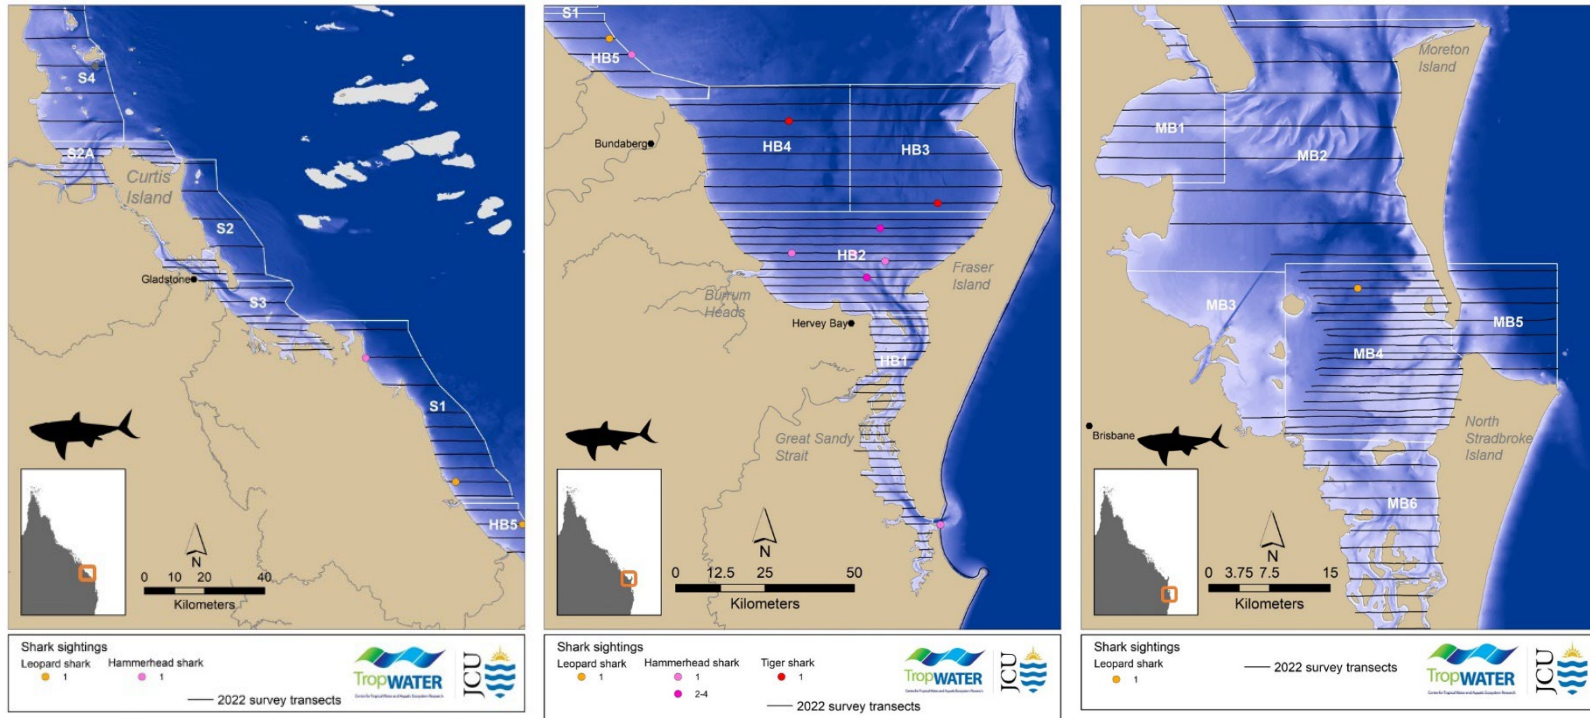 S4
S2A
Curtis
Island
S2
Gladstone
S3
S1
HB5
N
0 10 20 40
Kilometers
Shark sightings
Leopard shark Hammerhead shark
1 1
2022 survey transects
TropWATER
JCU
S1
HB5
Bundaberg
HB4
HB3
HB2
Burrum
Heads
Fraser
Island
Hervey Bay
HB1
Great Sandy
Strait
N
0 12.5 25 50
Kilometers
Shark sightings
Leopard shark Hammerhead shark Tiger shark
1 1 1
2-4
2022 survey transects
TropWATER
JCU
Moreton
Island
MB1
MB2
MB3
MB5
MB4
Brisbane
North
Stradbroke
Island
MB6
N
0 3.75 7.5 15
Kilometers
Shark sightings
Leopard shark
1
2022 survey transects
TropWATER
JCU